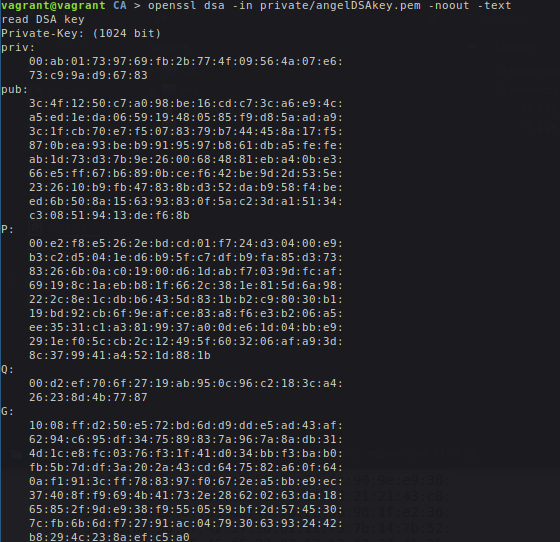 vagrant@vagrant CA > openssl dsa -in private/angelDSAkey.pem -noout -text
read DSA key
Private-Key: (1024 bit)
priv:
00:ab:01:73:97:69:fb:2b:77:4f:09:56:4a:07:e6:
73:c9:9a:d9:67:83
pub:
3c:4f:12:50:c7:a0:98:be:16:cd:c7:3c:a6:e9:4c:
a5:ed:1e:da:06:59:19:48:05:85:f9:d8:5a:ad:a9:
3c:1f:cb:70:e7:f5:07:83:79:b7:44:45:8a:17:f5:
87:0b:ea:93:be:b9:91:95:97:b8:61:db:a5:fe:fe:
ab:1d:73:d3:7b:9e:26:00:68:48:81:eb:a4:0b:e3:
66:e5:ff:67:b6:89:0b:ce:f6:42:be:9d:2d:53:5e:
23:26:10:b9:fb:47:83:8b:d3:52:da:b9:58:f4:be:
ed:6b:50:8a:15:63:93:83:0f:5a:c2:3d:a1:51:34:
c3:08:51:94:13:de:f6:8b
P:
00:e2:f8:e5:26:2e:bd:cd:01:f7:24:d3:04:00:e9:
b3:c2:d5:04:1e:d6:b9:5f:c7:df:b9:fa:85:d3:73:
83:26:6b:0a:c0:19:00:d6:1d:ab:f7:03:9d:fc:af:
69:19:8c:1a:eb:b8:1f:66:2c:38:1e:81:5d:6a:98:
22:2c:8e:1c:db:b6:43:5d:83:1b:b2:c9:80:30:b1:
19:bd:92:cb:6f:9e:af:ce:83:a8:f6:e3:b2:06:a5:
ee:35:31:c1:a3:81:99:37:a0:0d:e6:1d:04:bb:e9:
29:1e:f0:5c:cb:2c:12:49:5f:60:32:06:af:a9:3d:
8c:37:99:41:a4:52:1d:88:1b
Q:
00:d2:ef:70:6f:27:19:ab:95:0c:96:c2:18:3c:a4:
26:23:8d:4b:77:87
G:
10:08:ff:d2:50:e5:72:bd:6d:d9:dd:e5:ad:43:af:
62:94:c6:95:df:34:75:89:83:7a:96:7a:8a:db:31:
4d:1c:e8:fc:03:76:f3:1f:41:d0:34:bb:f3:ba:b0:
fb:5b:7d:df:3a:20:2a:43:cd:64:75:82:a6:0f:64:
0a:f1:91:3c:ff:78:83:97:f0:67:2e:a5:bb:e9:ec:
37:40:8f:f9:69:4b:41:73:2e:28:62:02:63:da:18:
65:85:2f:9d:e9:38:f9:55:05:59:bf:2d:57:45:30:
7c:fb:6b:6d:f7:27:91:ac:04:79:30:63:93:24:42:
b8:29:4c:23:8a:ef:c5:a0